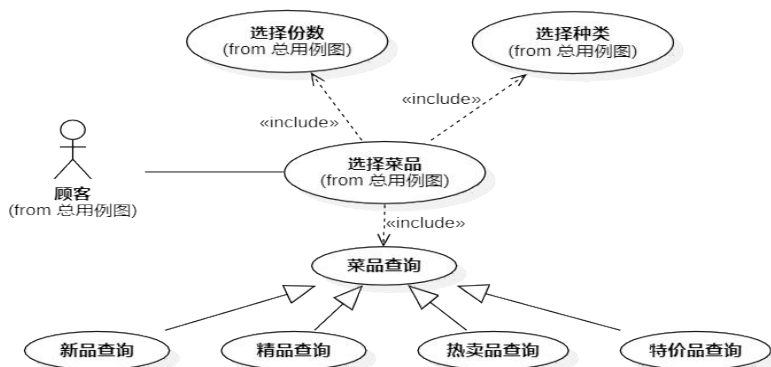 选择份数
(from 总用例图)
选择种类
(from 总用例图)
«include»
«include»
选择菜品
(from 总用例图)
顾客
(from 总用例图)
«include»
菜品查询
新品查询
精品查询
热卖品查询
特价品查询